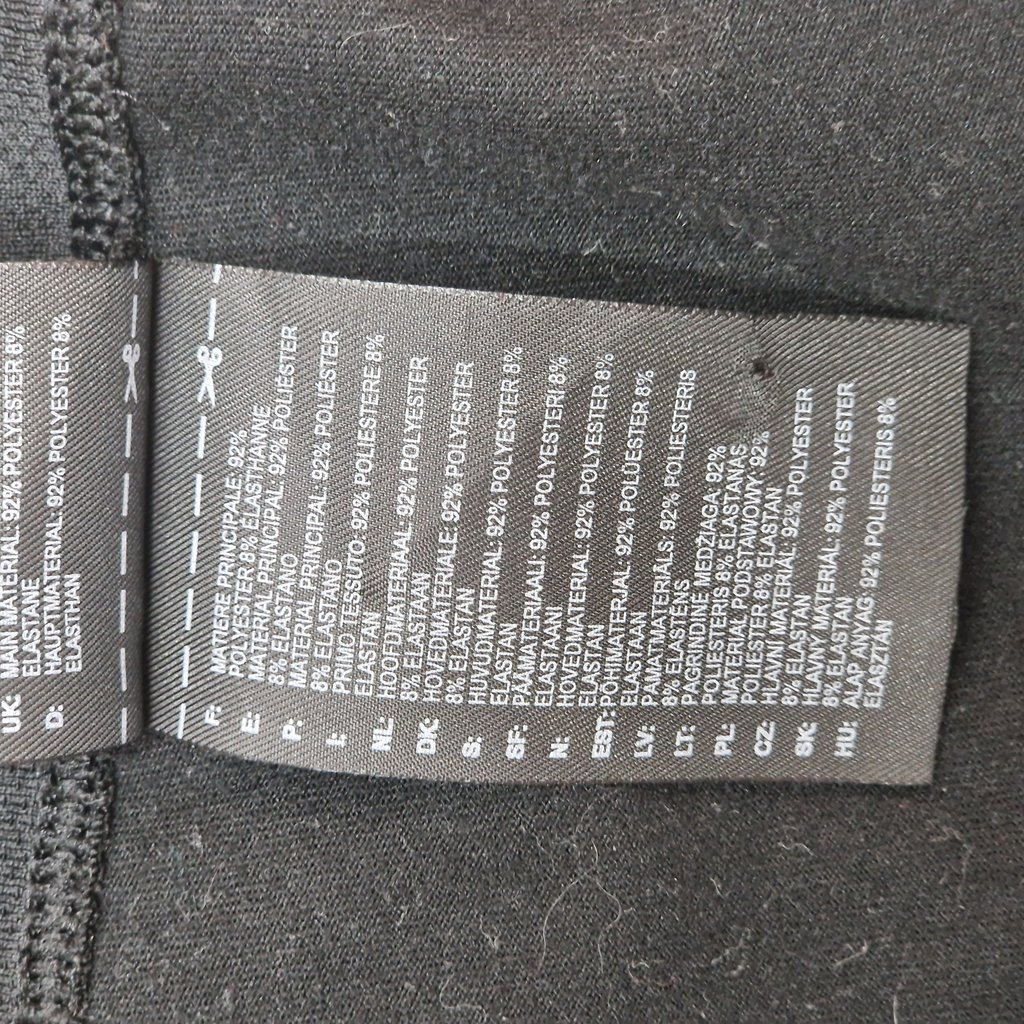 UK: MAIN MATERIAL: 92% POLYESTER 8%
ELASTANE
D: HAUPTMATERIAL: 92% POLYESTER 8%
ELASTHAN
F: MATIERE PRINCIPALE: 92%
POLYESTER 8% ELASTHANNE
E: MATERIAL PRINCIPAL: 92% POLIÉSTER
8% ELASTANO
P: MATERIAL PRINCIPAL: 92% POLIESTER
8% ELASTANO
I: PRIMO TESSUTO: 92% POLIESTERE 8%
ELASTAN
NL: HOOFDMATERIAAL: 92% POLYESTER
8% ELASTAAN
DK: HOVEDMATERIALE: 92% POLYESTER
8% ELASTAN
S: HUVUDMATERIAL: 92% POLYESTER 8%
ELASTAN
SF: PÄÄMATERIAALI: 92% POLYESTERI 8%
ELASTAANI
N: HOVEDMATERIAL: 92% POLYESTER 8%
ELASTAN
EST: PÕHIMATERJAL: 92% POLÜESTER 8%
ELASTAAN
LV: PAMATMATERIĀLS: 92% POLIESTERIS
8% ELASTĒNS
LT: PAGRINDINĖ MEDŽIAGA: 92%
POLIESTERIS 8% ELASTANAS
PL: MATERIAŁ PODSTAWOWY: 92%
POLIESTER 8% ELASTAN
CZ: HLAVNÍ MATERIÁL: 92% POLYESTER
8% ELASTAN
SK: HLAVNÝ MATERIÁL: 92% POLYESTER
8% ELASTAN
HU: ALAP ANYAG: 92% POLIESTERIS 8%
ELASZTÁN